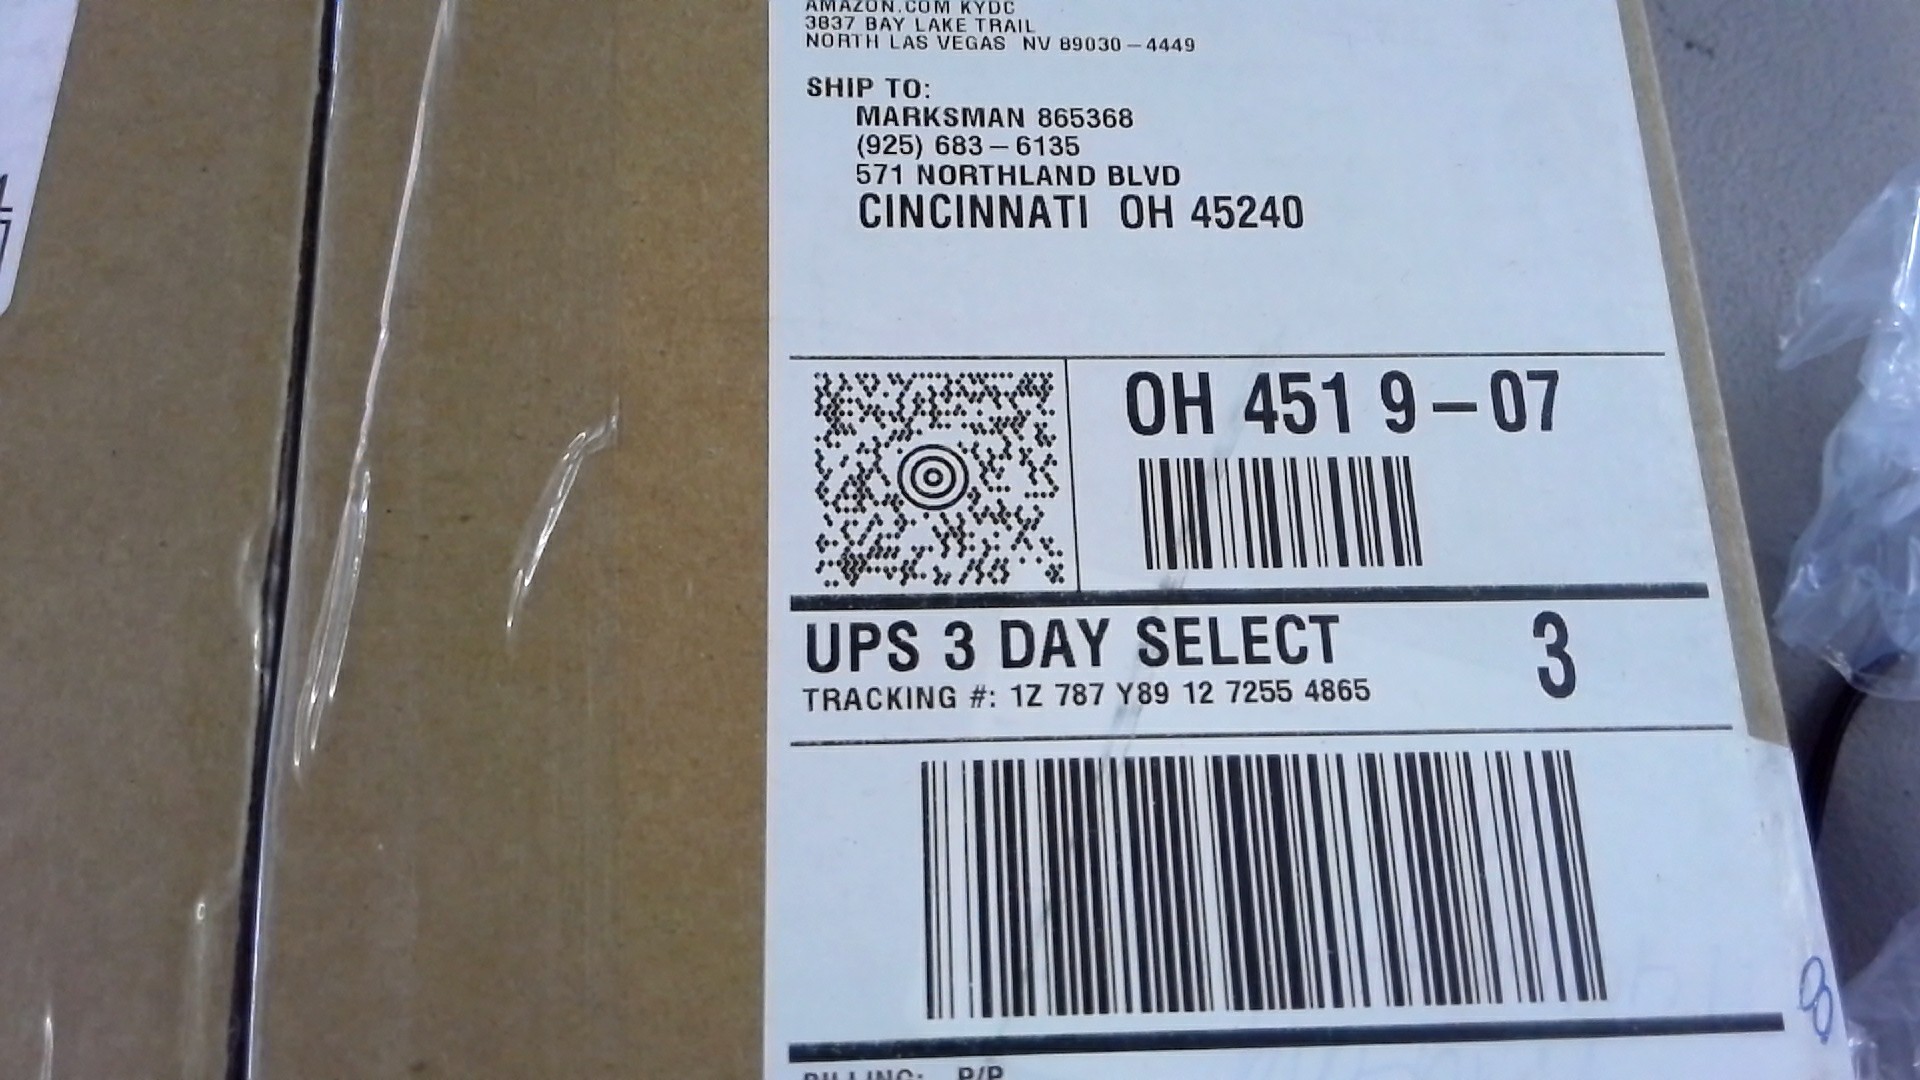 AMAZON.COM KYDC
3837 BAY LAKE TRAIL
NORTH LAS VEGAS NV 89030-4449
SHIP TO:
MARKSMAN 865368
(925) 683-6135
571 NORTHLAND BLVD
CINCINNATI OH 45240
OH 451 9-07
UPS 3 DAY SELECT 3
TRACKING #: 1Z 787 Y89 12 7255 4865
BILLING: P/P